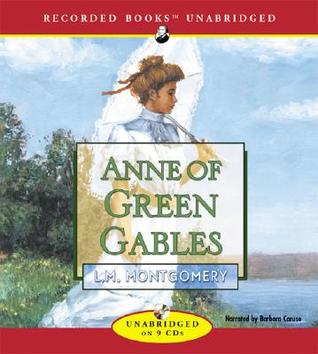 RECORDED BOOKS™ UNABRIDGED
ANNE OF
GREEN
GABLES
L.M. MONTGOMERY
Narrated by Barbara Caruso
UNABRIDGED
ON 9 CDs